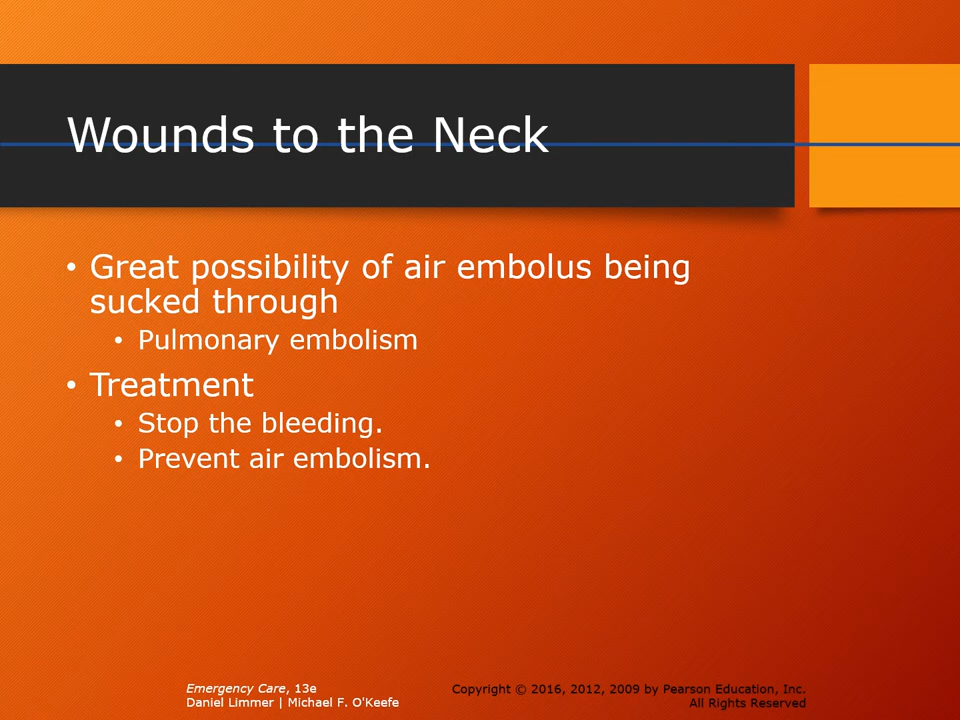 Wounds to the Neck
• Great possibility of air embolus being
sucked through
• Pulmonary embolism
• Treatment
• Stop the bleeding.
• Prevent air embolism.
Emergency Care, 13e
Daniel Limmer | Michael F. O'Keefe
Copyright © 2016, 2012, 2009 by Pearson Education, Inc.
All Rights Reserved